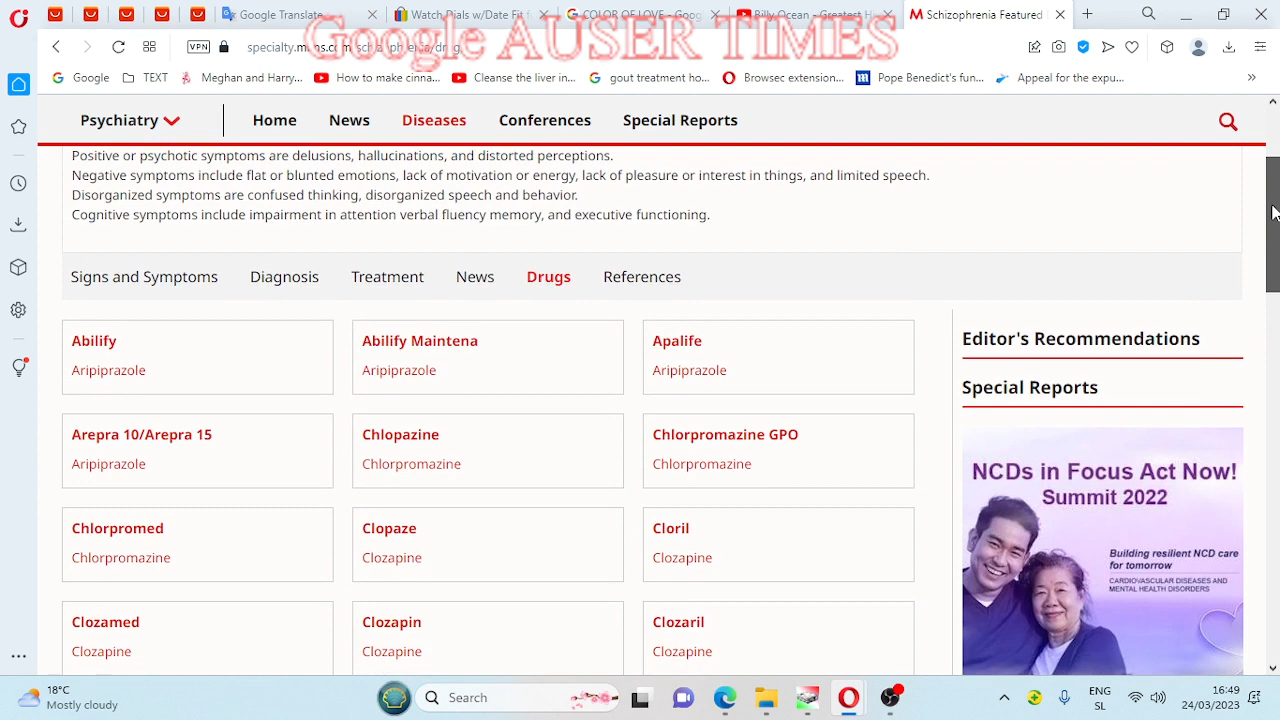 Google Translate
Watch Dials w/Date Fit f
COLOR OF LOVE - Goog
Billy Ocean - Greatest Hi
Schizophrenia Featured
Google AUSER TIMES
VPN
Google
TEXT
Meghan and Harry...
How to make cinna...
Cleanse the liver in...
gout treatment ho...
Browsec extension...
Pope Benedict's fun...
Appeal for the expu...
Psychiatry
Home
News
Diseases
Conferences
Special Reports
Positive or psychotic symptoms are delusions, hallucinations, and distorted perceptions.
Negative symptoms include flat or blunted emotions, lack of motivation or energy, lack of pleasure or interest in things, and limited speech.
Disorganized symptoms are confused thinking, disorganized speech and behavior.
Cognitive symptoms include impairment in attention verbal fluency memory, and executive functioning.
Signs and Symptoms
Diagnosis
Treatment
News
Drugs
References
Abilify
Aripiprazole
Abilify Maintena
Aripiprazole
Apalife
Aripiprazole
Arepra 10/Arepra 15
Aripiprazole
Chlopazine
Chlorpromazine
Chlorpromazine GPO
Chlorpromazine
Chlorpromed
Chlorpromazine
Clopaze
Clozapine
Cloril
Clozapine
Clozamed
Clozapine
Clozapin
Clozapine
Clozaril
Clozapine
Editor's Recommendations
Special Reports
NCDs in Focus Act Now!
Summit 2022
Building resilient NCD care
for tomorrow
CARDIOVASCULAR DISEASES AND
MENTAL HEALTH DISORDERS
18°C
Mostly cloudy
Search
ENG
SL
16:49
24/03/2023